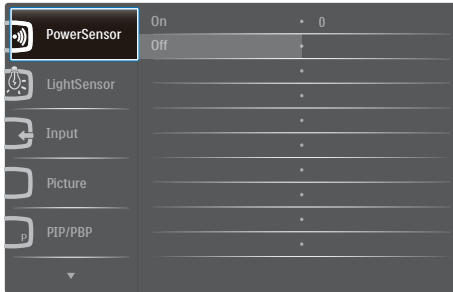 PowerSensor
On
0
Off
LightSensor
Input
Picture
P
PIP/PBP